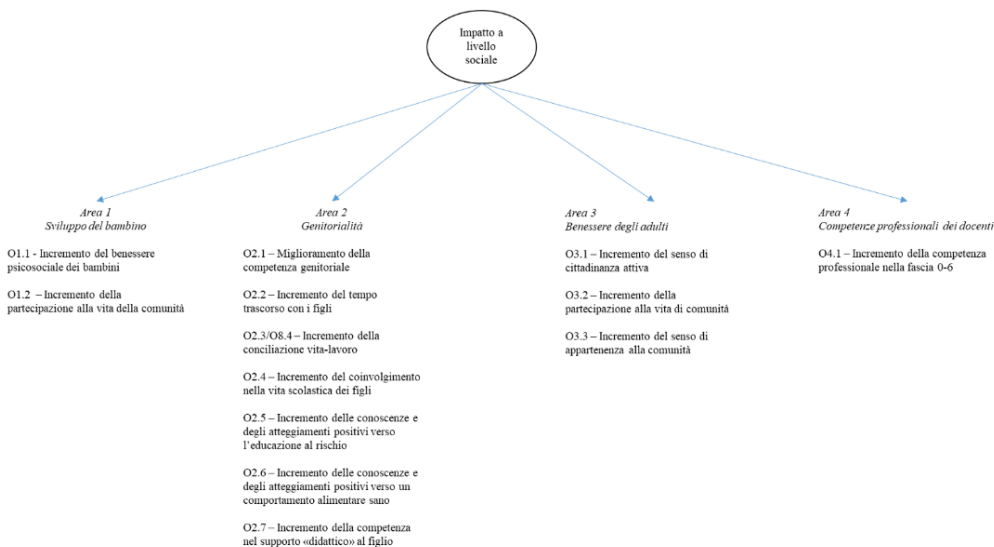 Impatto a
livello
sociale
Area 1
Sviluppo del bambino
O1.1 - Incremento del benessere
psicosociale dei bambini
O1.2 – Incremento della
partecipazione alla vita della comunità
Area 2
Genitorialità
O2.1 – Miglioramento della
competenza genitoriale
O2.2 – Incremento del tempo
trascorso con i figli
O2.3/O8.4 – Incremento della
conciliazione vita-lavoro
O2.4 – Incremento del coinvolgimento
nella vita scolastica dei figli
O2.5 – Incremento delle conoscenze e
degli atteggiamenti positivi verso
l’educazione al rischio
O2.6 – Incremento delle conoscenze e
degli atteggiamenti positivi verso un
comportamento alimentare sano
O2.7 – Incremento della competenza
nel supporto «didattico» al figlio
Area 3
Benessere degli adulti
O3.1 – Incremento del senso di
cittadinanza attiva
O3.2 – Incremento della
partecipazione alla vita di comunità
O3.3 – Incremento del senso di
appartenenza alla comunità
Area 4
Competenze professionali dei docenti
O4.1 – Incremento della competenza
professionale nella fascia 0-6